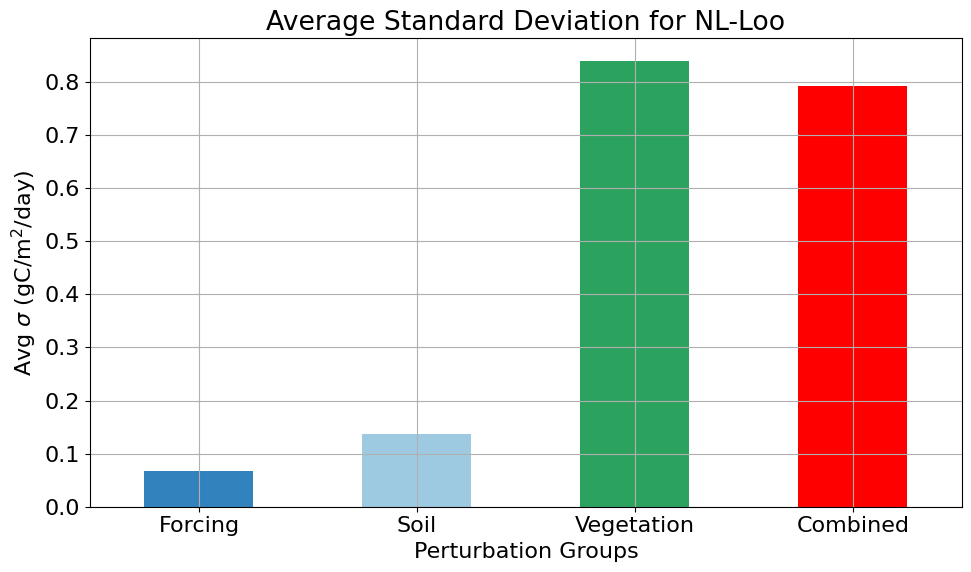 Average Standard Deviation for NL-Loo
Avg σ (gC/m²/day)
0.8
0.7
0.6
0.5
0.4
0.3
0.2
0.1
0.0
Forcing Soil Vegetation Combined
Perturbation Groups